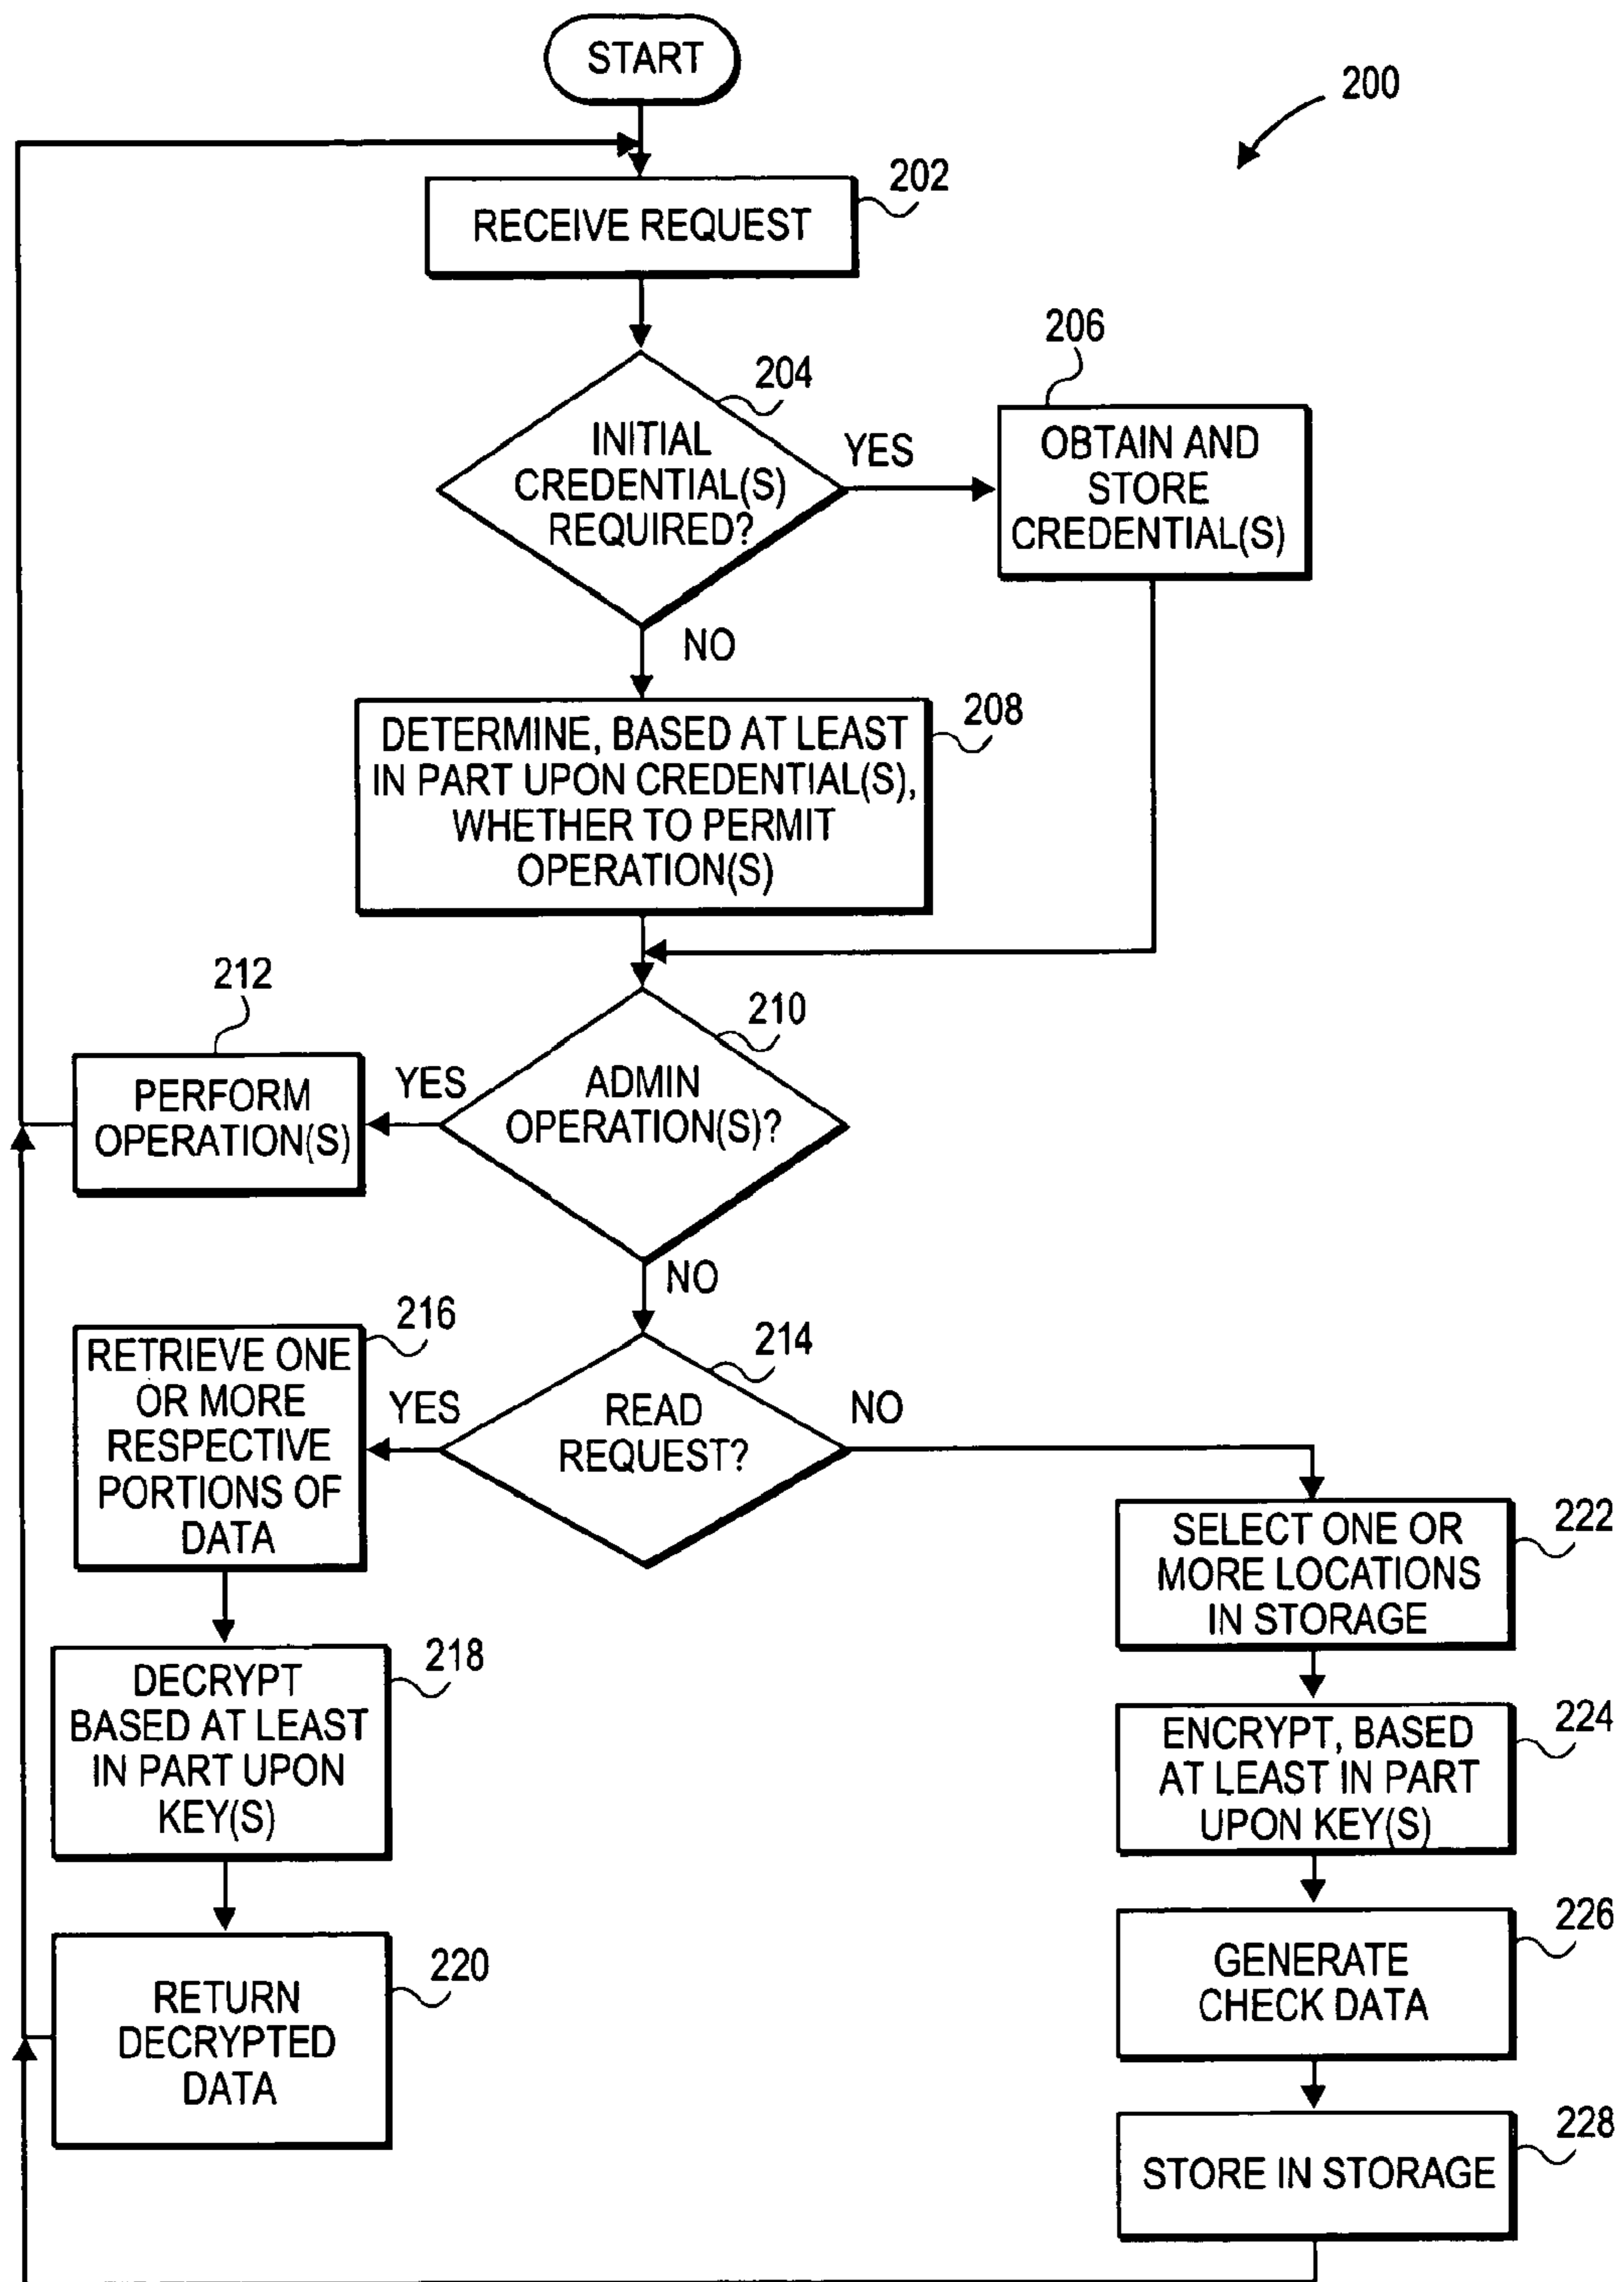 START
200
202
RECEIVE REQUEST
206
204
INITIAL
CREDENTIAL(S)
REQUIRED?
YES
OBTAIN AND
STORE
CREDENTIAL(S)
NO
208
DETERMINE, BASED AT LEAST
IN PART UPON CREDENTIAL(S),
WHETHER TO PERMIT
OPERATION(S)
212
210
PERFORM
OPERATION(S)
YES
ADMIN
OPERATION(S)?
NO
216
214
RETRIEVE ONE
OR MORE
RESPECTIVE
PORTIONS OF
DATA
YES
READ
REQUEST?
NO
222
SELECT ONE OR
MORE LOCATIONS
IN STORAGE
218
DECRYPT
BASED AT LEAST
IN PART UPON
KEY(S)
224
ENCRYPT, BASED
AT LEAST IN PART
UPON KEY(S)
220
RETURN
DECRYPTED
DATA
226
GENERATE
CHECK DATA
228
STORE IN STORAGE